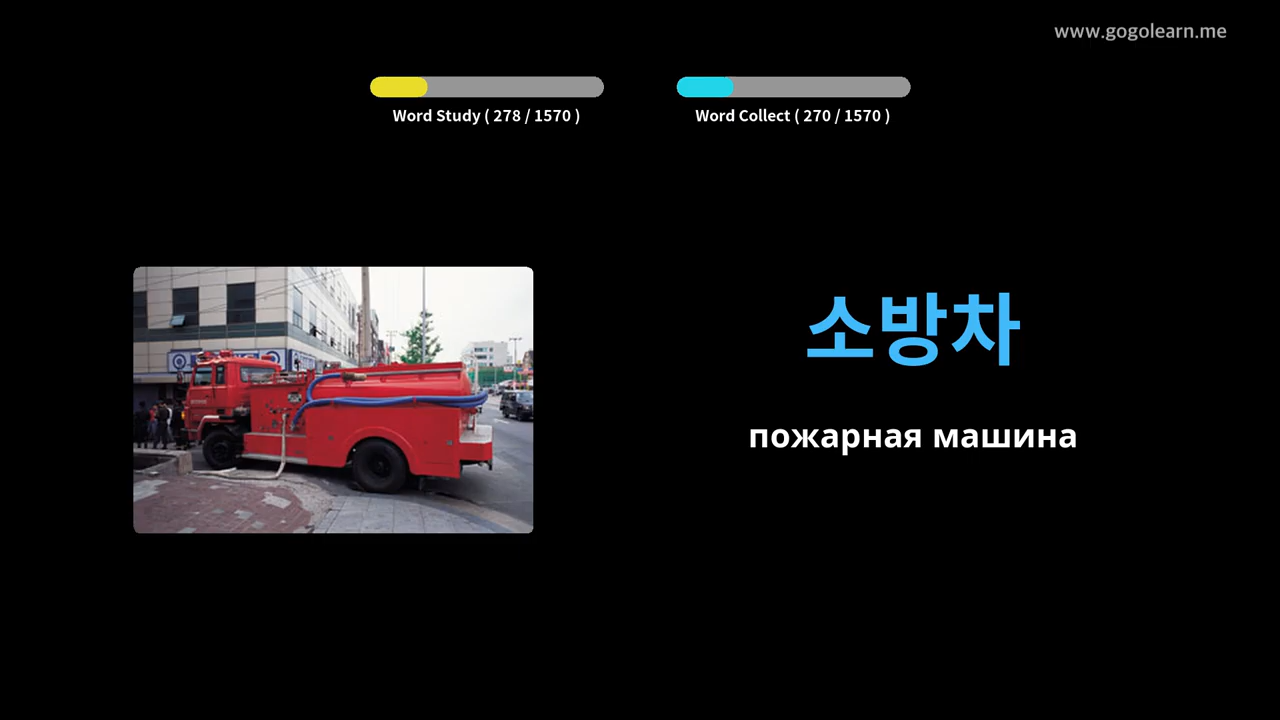 www.gogolearn.me
Word Study ( 278 / 1570 )
Word Collect ( 270 / 1570 )
소방차
пожарная машина